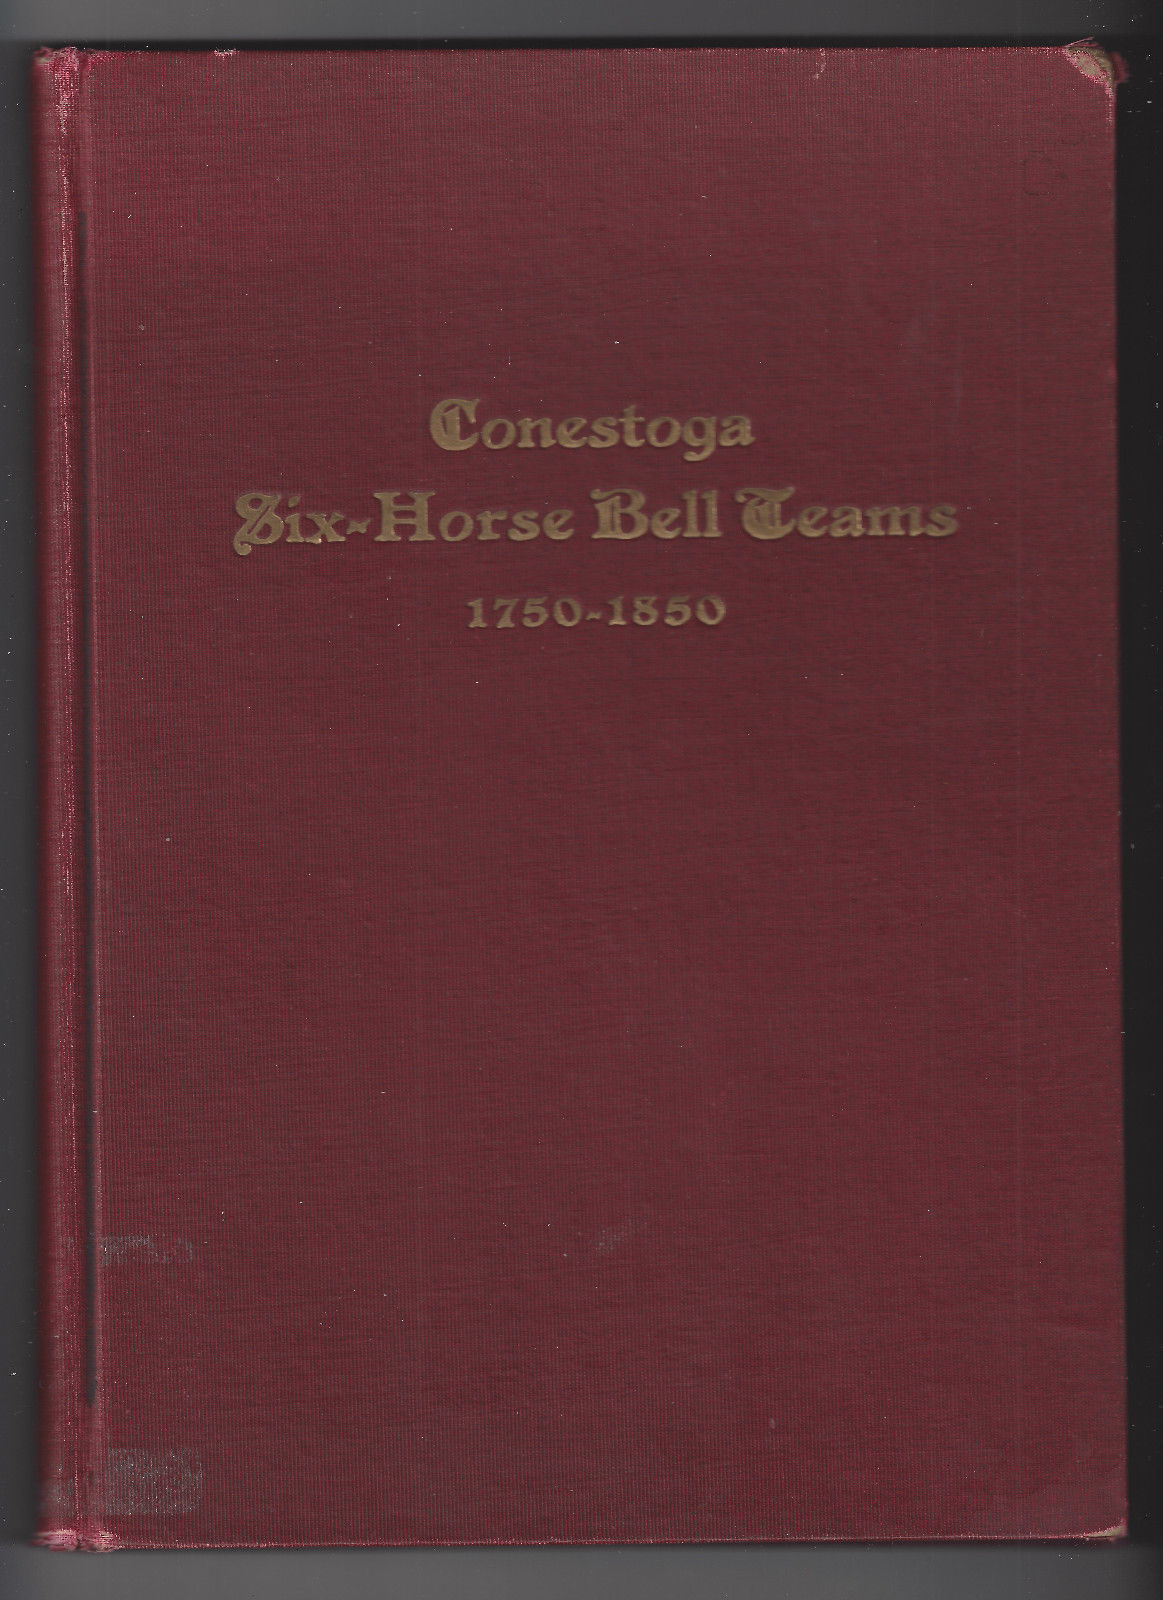 Conestoga
Six-Horse Bell Teams
1750-1850